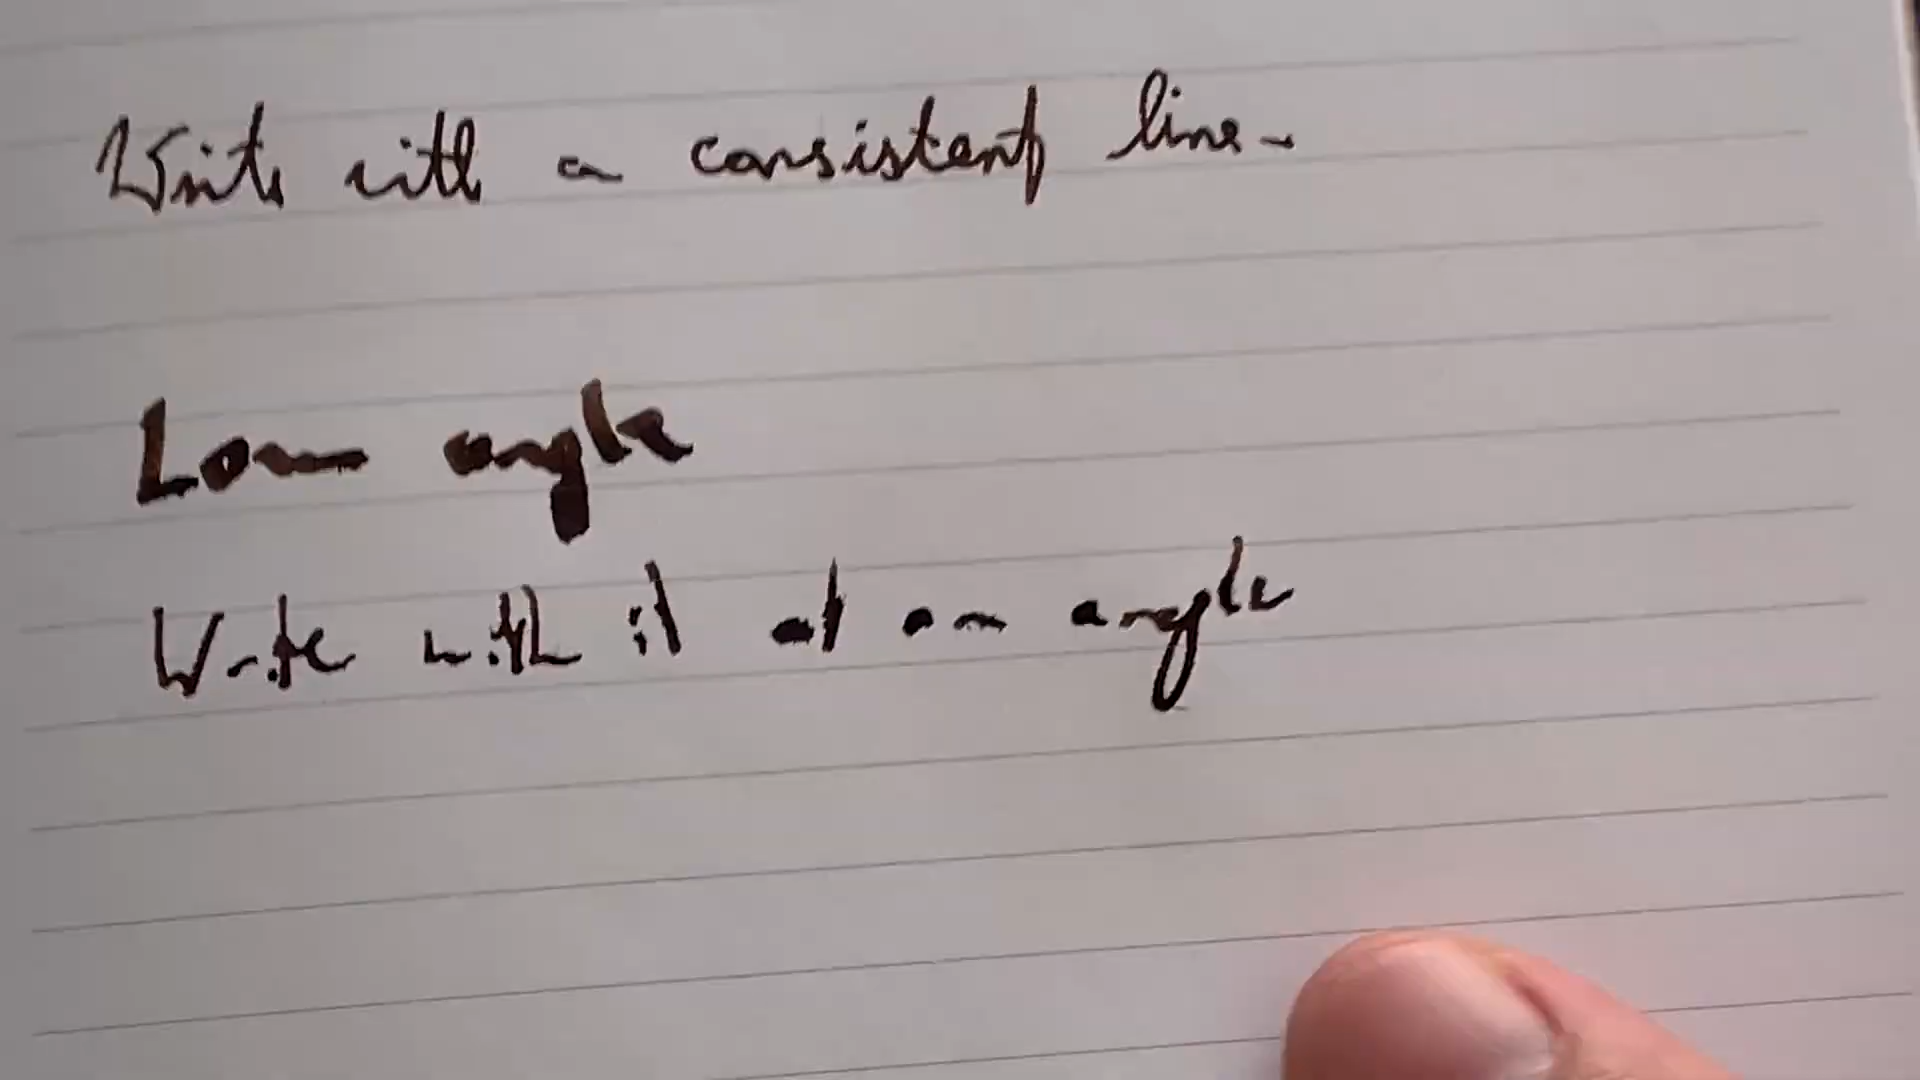 Write with a consistent line.
Low angle
Write with it at an angle